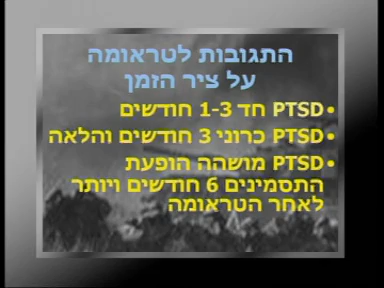 התגובות לטראומה
על ציר הזמן
•PTSD חד 1-3 חודשים
•PTSD כרוני 3 חודשים והלאה
•PTSD מושהה הופעת
התסמינים 6 חודשים ויותר
לאחר הטראומה